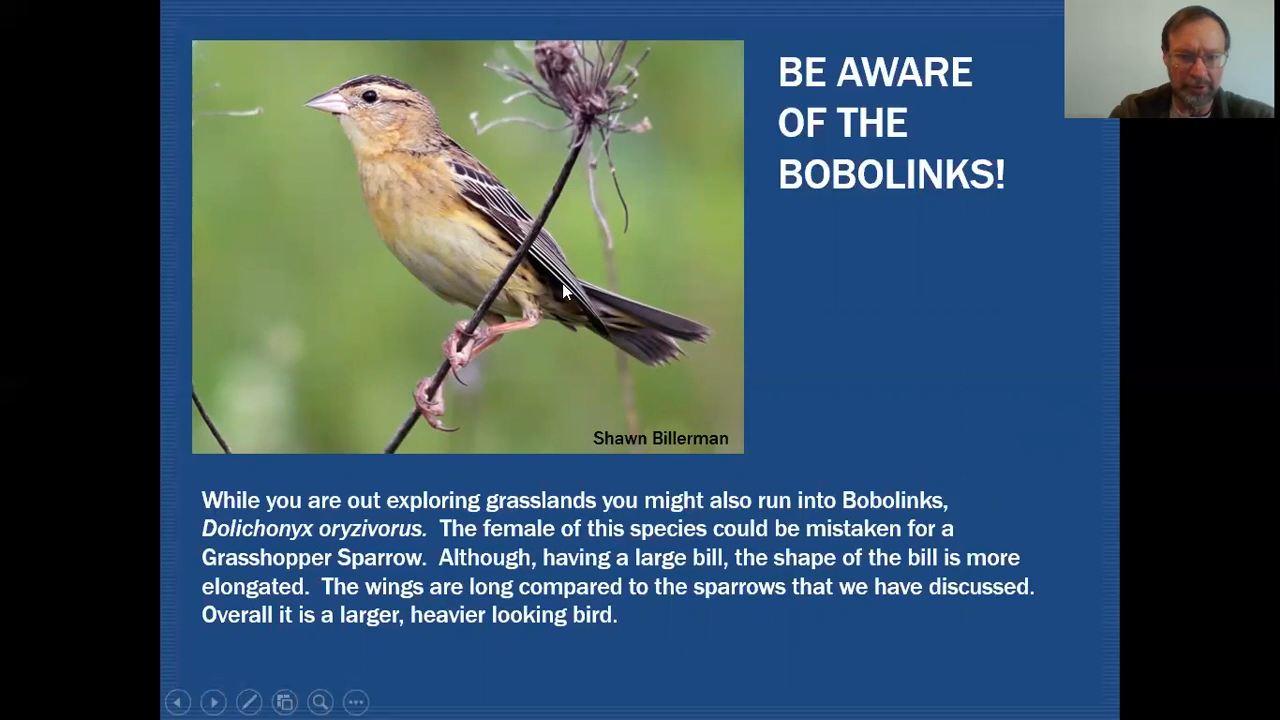 BE AWARE
OF THE
BOBOLINKS!
Shawn Billerman
While you are out exploring grasslands you might also run into Bobolinks,
Dolichonyx oryzivorus. The female of this species could be mistaken for a
Grasshopper Sparrow. Although, having a large bill, the shape of the bill is more
elongated. The wings are long compared to the sparrows that we have discussed.
Overall it is a larger, heavier looking bird.